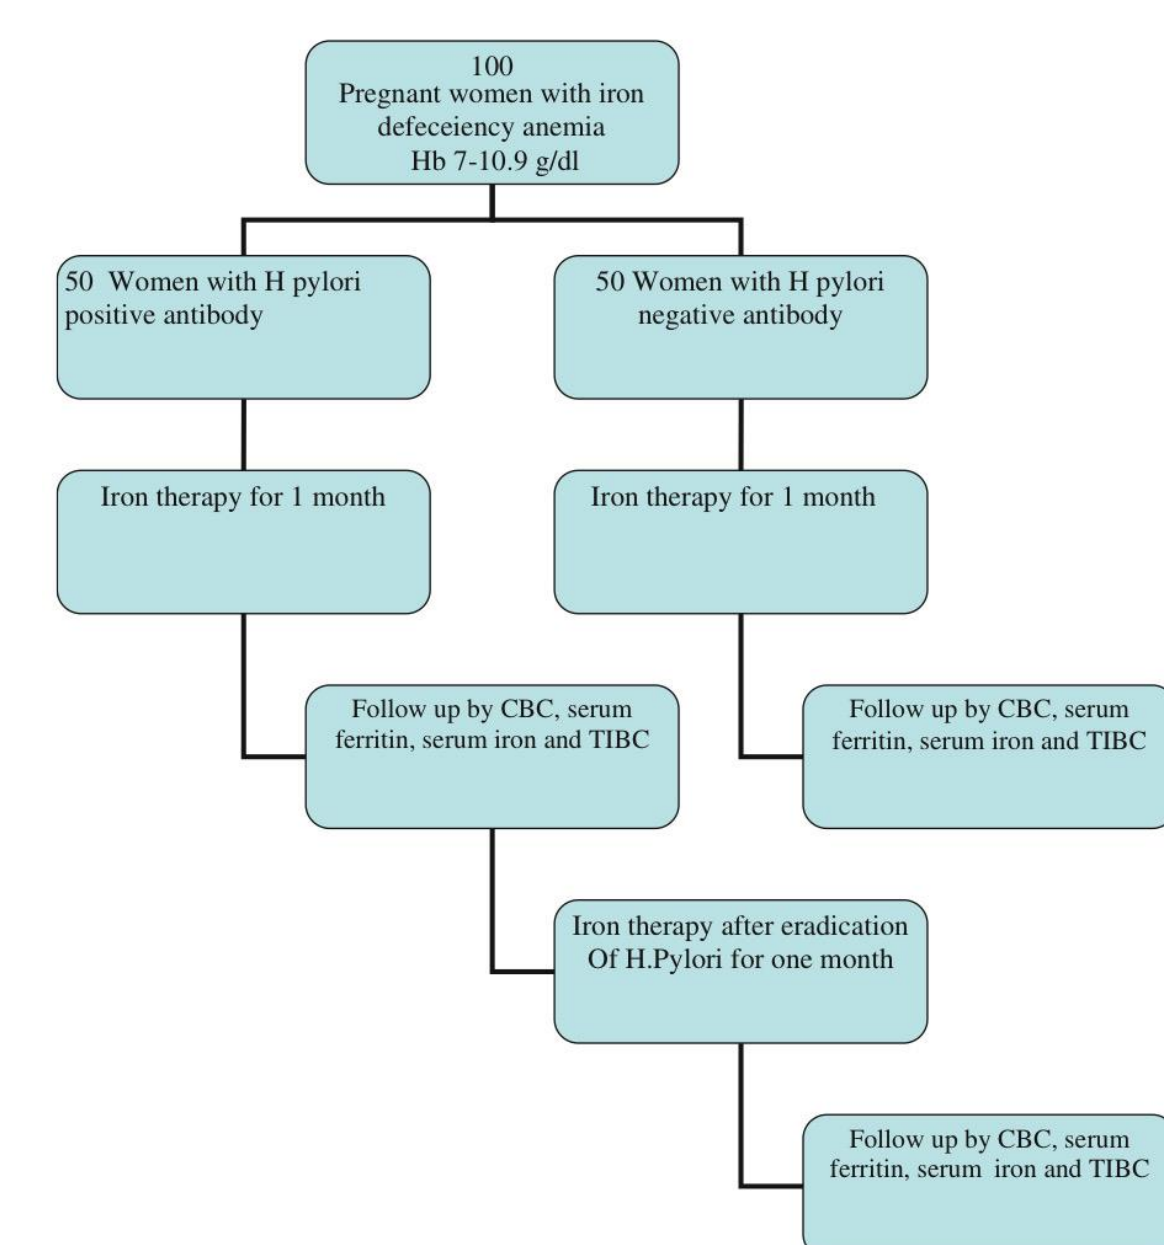 100
Pregnant women with iron
defeceiency anemia
Hb 7-10.9 g/dl
50 Women with H pylori
positive antibody
50 Women with H pylori
negative antibody
Iron therapy for 1 month
Iron therapy for 1 month
Follow up by CBC, serum
ferritin, serum iron and TIBC
Follow up by CBC, serum
ferritin, serum iron and TIBC
Iron therapy after eradication
Of H.Pylori for one month
Follow up by CBC, serum
ferritin, serum iron and TIBC